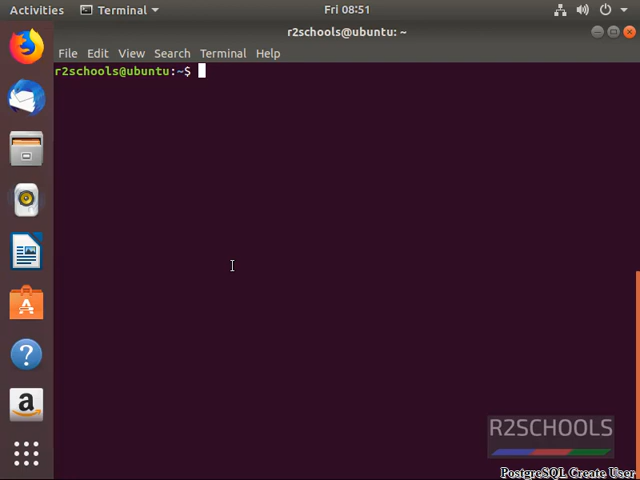 Activities Terminal Fri 08:51
r2schools@ubuntu: ~
File Edit View Search Terminal Help
r2schools@ubuntu:~$
R2SCHOOLS
PostgreSQL Create User